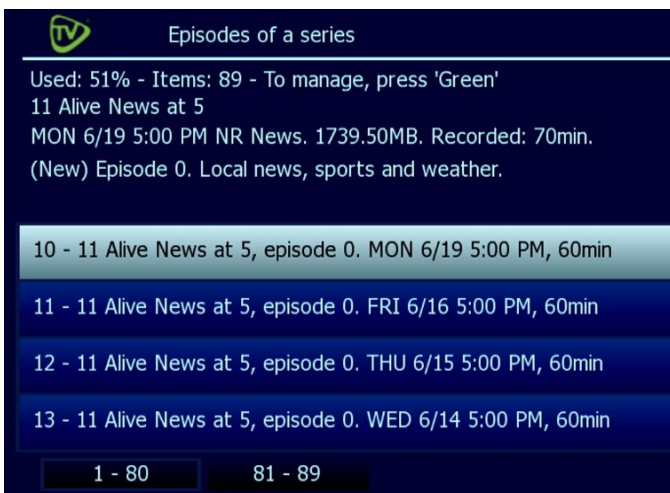 TV
Episodes of a series
Used: 51% - Items: 89 - To manage, press 'Green'
11 Alive News at 5
MON 6/19 5:00 PM NR News. 1739.50MB. Recorded: 70min.
(New) Episode 0. Local news, sports and weather.
10 - 11 Alive News at 5, episode 0. MON 6/19 5:00 PM, 60min
11 - 11 Alive News at 5, episode 0. FRI 6/16 5:00 PM, 60min
12 - 11 Alive News at 5, episode 0. THU 6/15 5:00 PM, 60min
13 - 11 Alive News at 5, episode 0. WED 6/14 5:00 PM, 60min
1 - 80
81 - 89